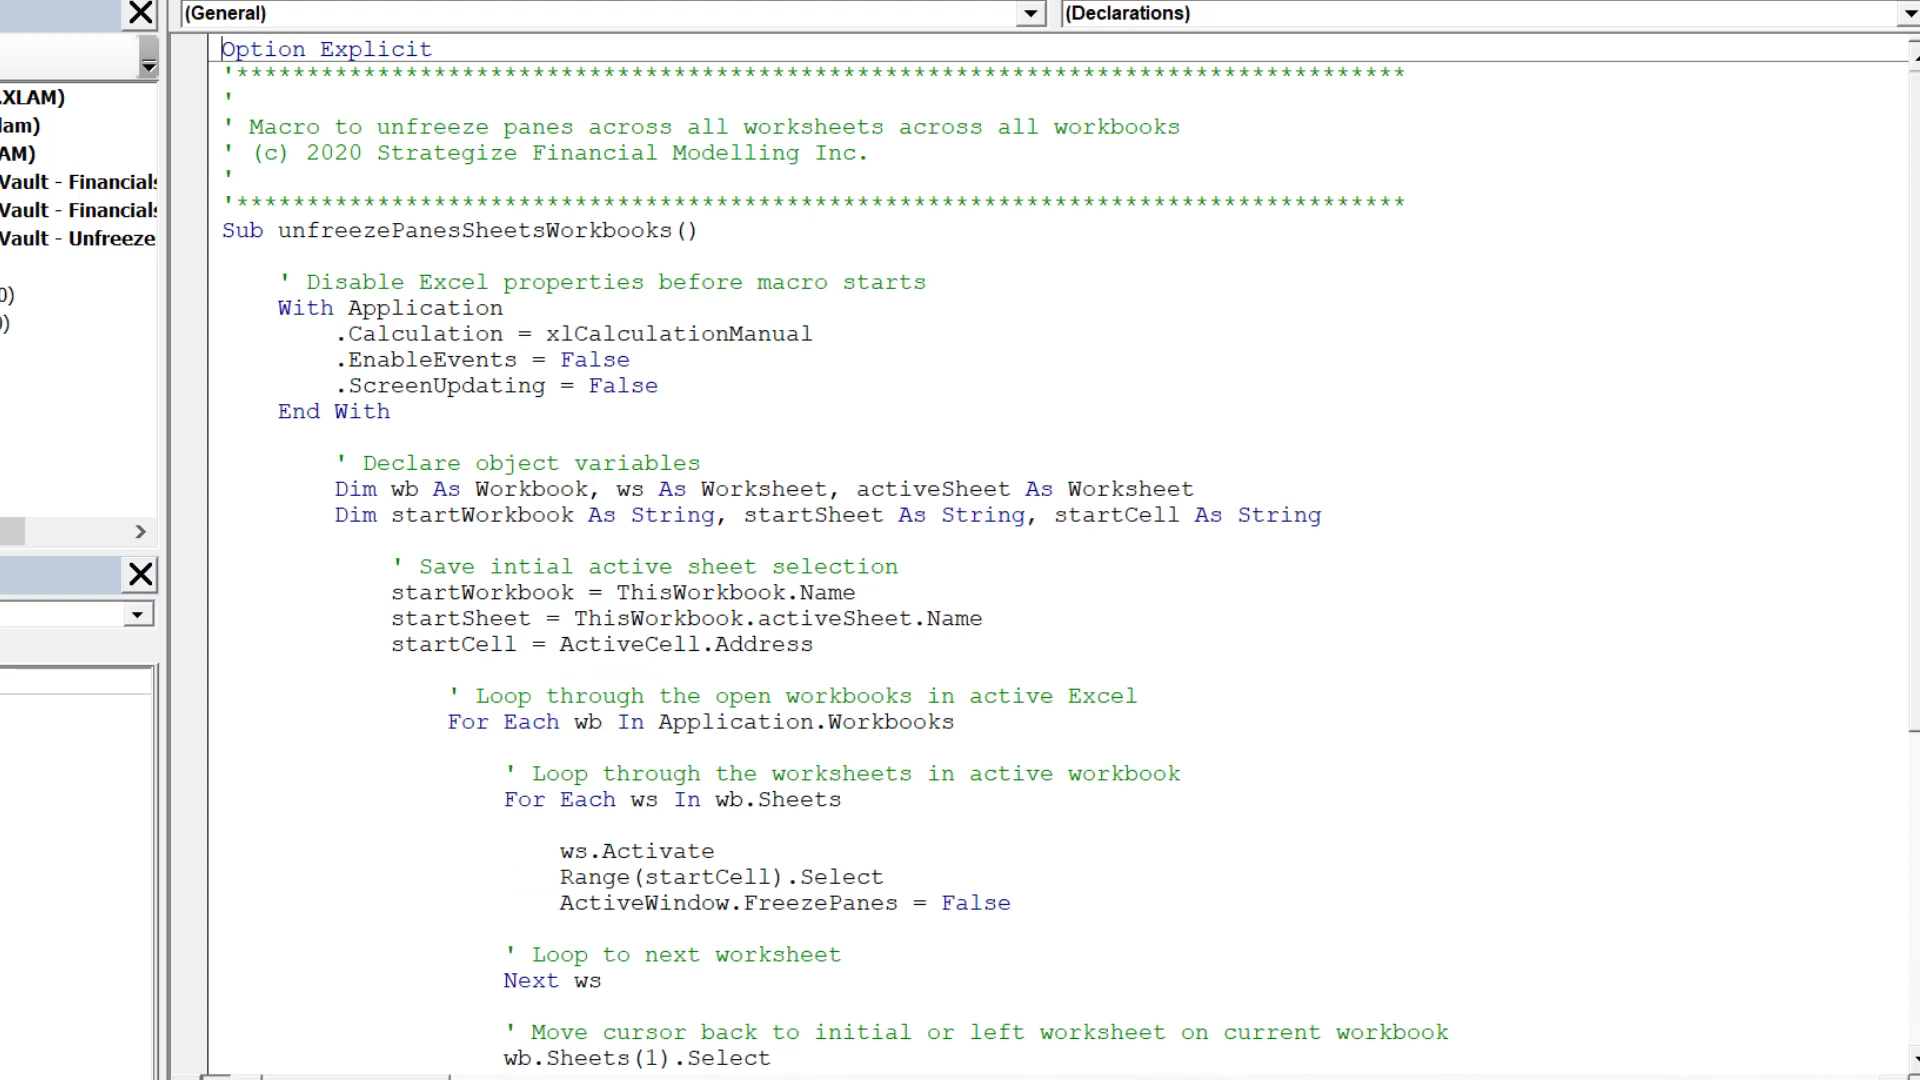 (General)
(Declarations)
.XLAM)
lam)
AM)
Vault - Financials
Vault - Financials
Vault - Unfreeze
0)
)
Option Explicit
'***********************************************************************************
'
' Macro to unfreeze panes across all worksheets across all workbooks
' (c) 2020 Strategize Financial Modelling Inc.
'
'***********************************************************************************
Sub unfreezePanesSheetsWorkbooks()
' Disable Excel properties before macro starts
With Application
.Calculation = xlCalculationManual
.EnableEvents = False
.ScreenUpdating = False
End With
' Declare object variables
Dim wb As Workbook, ws As Worksheet, activeSheet As Worksheet
Dim startWorkbook As String, startSheet As String, startCell As String
' Save intial active sheet selection
startWorkbook = ThisWorkbook.Name
startSheet = ThisWorkbook.activeSheet.Name
startCell = ActiveCell.Address
' Loop through the open workbooks in active Excel
For Each wb In Application.Workbooks
' Loop through the worksheets in active workbook
For Each ws In wb.Sheets
ws.Activate
Range(startCell).Select
ActiveWindow.FreezePanes = False
' Loop to next worksheet
Next ws
' Move cursor back to initial or left worksheet on current workbook
wb.Sheets(1).Select